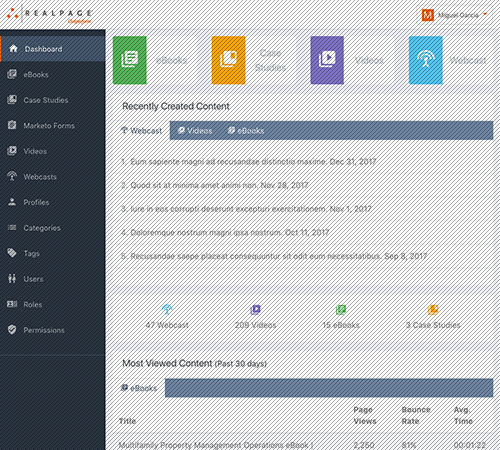 REALPAGE
Outperform
Miguel Garcia
M
Dashboard
eBooks
Case Studies
Marketo Forms
Videos
Webcasts
Profiles
Categories
Tags
Users
Roles
Permissions
eBooks
Case Studies
Videos
Webcast
Recently Created Content
Webcast Videos eBooks
1. Eum sapiente magni ad recusandae distinctio maxime. Dec 31, 2017
2. Quod sit at minima amet animi non. Nov 28, 2017
3. Iure in eos corrupti deserunt excepturi exercitationem. Nov 1, 2017
4. Doloremque nostrum magni ipsa nostrum. Oct 11, 2017
5. Recusandae saepe placeat consequuntur sit odit eum necessitatibus. Sep 8, 2017
47 Webcast
209 Videos
15 eBooks
3 Case Studies
Most Viewed Content (Past 30 days)
eBooks
Title Page Views Bounce Rate Avg. Time
Multifamily Property Management Operations eBook | 2,250 81% 00:01:22